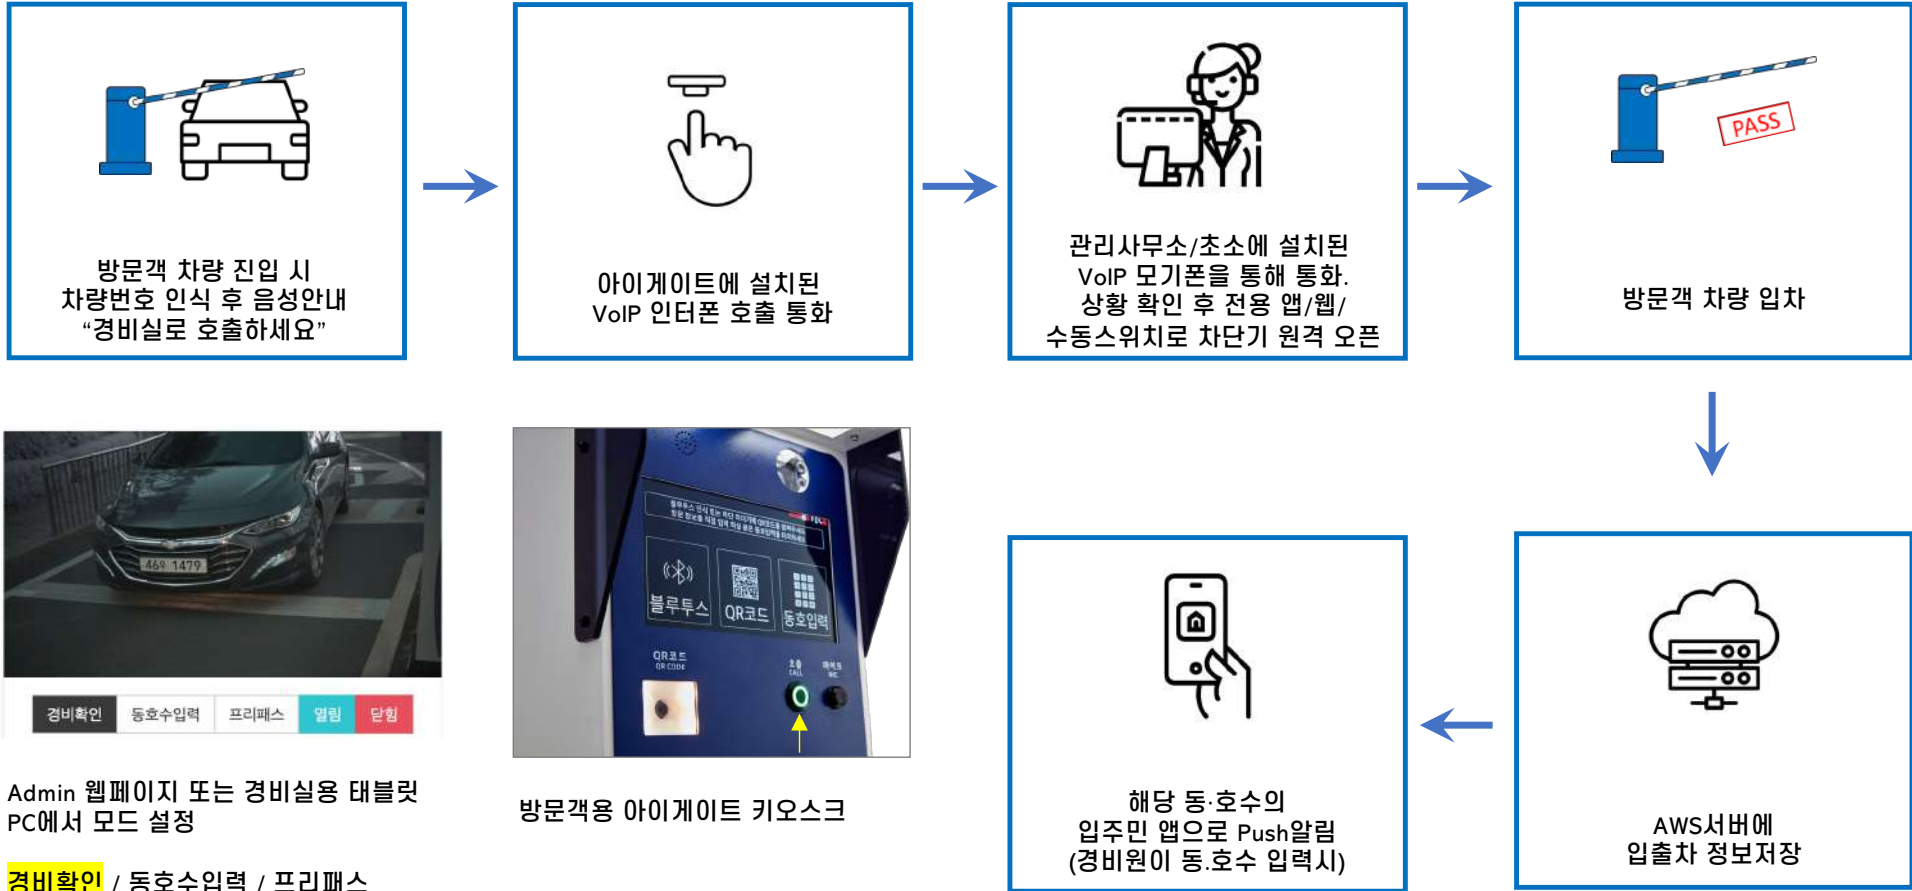 방문객 차량 진입 시
차량번호 인식 후 음성안내
“경비실로 호출하세요”
아이게이트에 설치된
VoIP 인터폰 호출 통화
관리사무소/초소에 설치된
VoIP 모기폰을 통해 통화.
상황 확인 후 전용 앱/웹/
수동스위치로 차단기 원격 오픈
PASS
방문객 차량 입차
1479
경비확인 동호수입력 프리패스 열림 닫힘
Admin 웹페이지 또는 경비실용 태블릿
PC에서 모드 설정
경비확인 / 동호수입력 / 프리패스
블루투스 QR코드 동호입력
QR코드
QR CODE
호출
CALL
마이크
MIC
방문객용 아이게이트 키오스크
해당 동·호수의
입주민 앱으로 Push알림
(경비원이 동.호수 입력시)
AWS서버에
입출차 정보저장